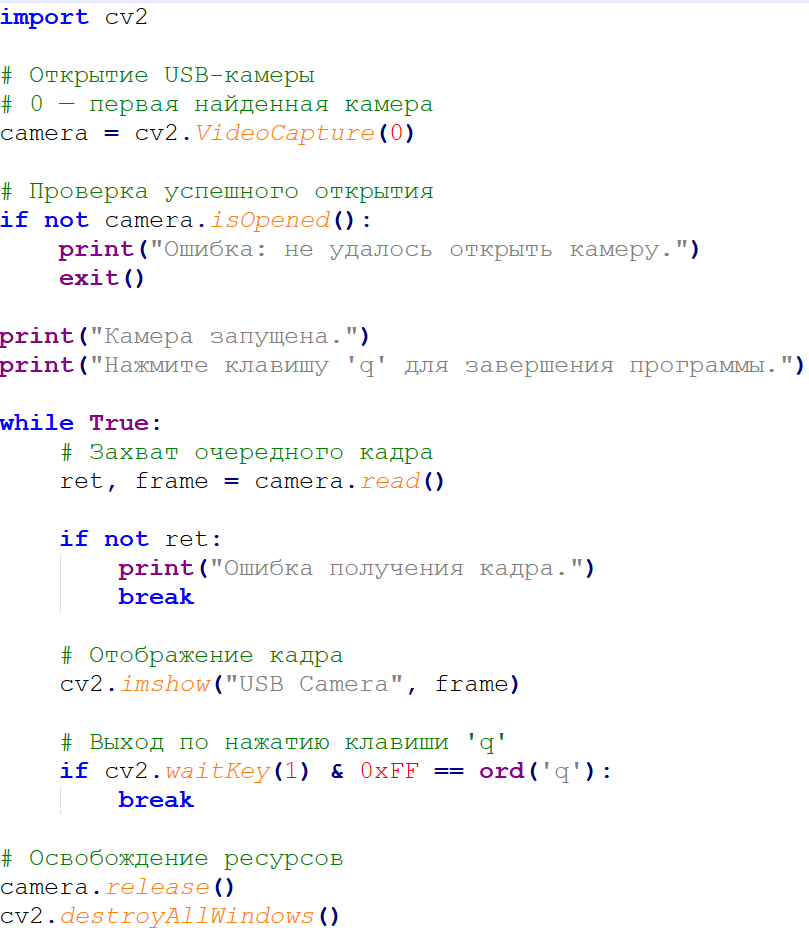 import cv2

# Открытие USB-камеры
# 0 — первая найденная камера
camera = cv2.VideoCapture(0)

# Проверка успешного открытия
if not camera.isOpened():
    print("Ошибка: не удалось открыть камеру.")
    exit()

print("Камера запущена.")
print("Нажмите клавишу 'q' для завершения программы.")

while True:
    # Захват очередного кадра
    ret, frame = camera.read()

    if not ret:
        print("Ошибка получения кадра.")
        break

    # Отображение кадра
    cv2.imshow("USB Camera", frame)

    # Выход по нажатию клавиши 'q'
    if cv2.waitKey(1) & 0xFF == ord('q'):
        break

# Освобождение ресурсов
camera.release()
cv2.destroyAllWindows()